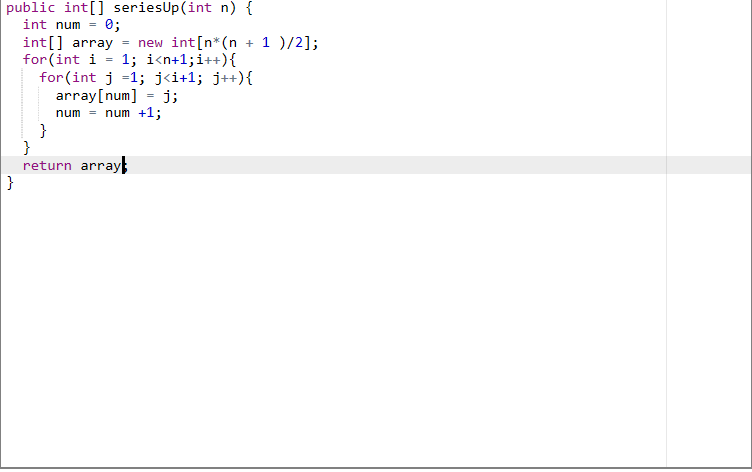 public int[] seriesUp(int n) {
  int num = 0;
  int[] array = new int[n*(n + 1 )/2];
  for(int i = 1; i<n+1;i++){
    for(int j =1; j<i+1; j++){
      array[num] = j;
      num = num +1;
    }
  }
  return array;
}